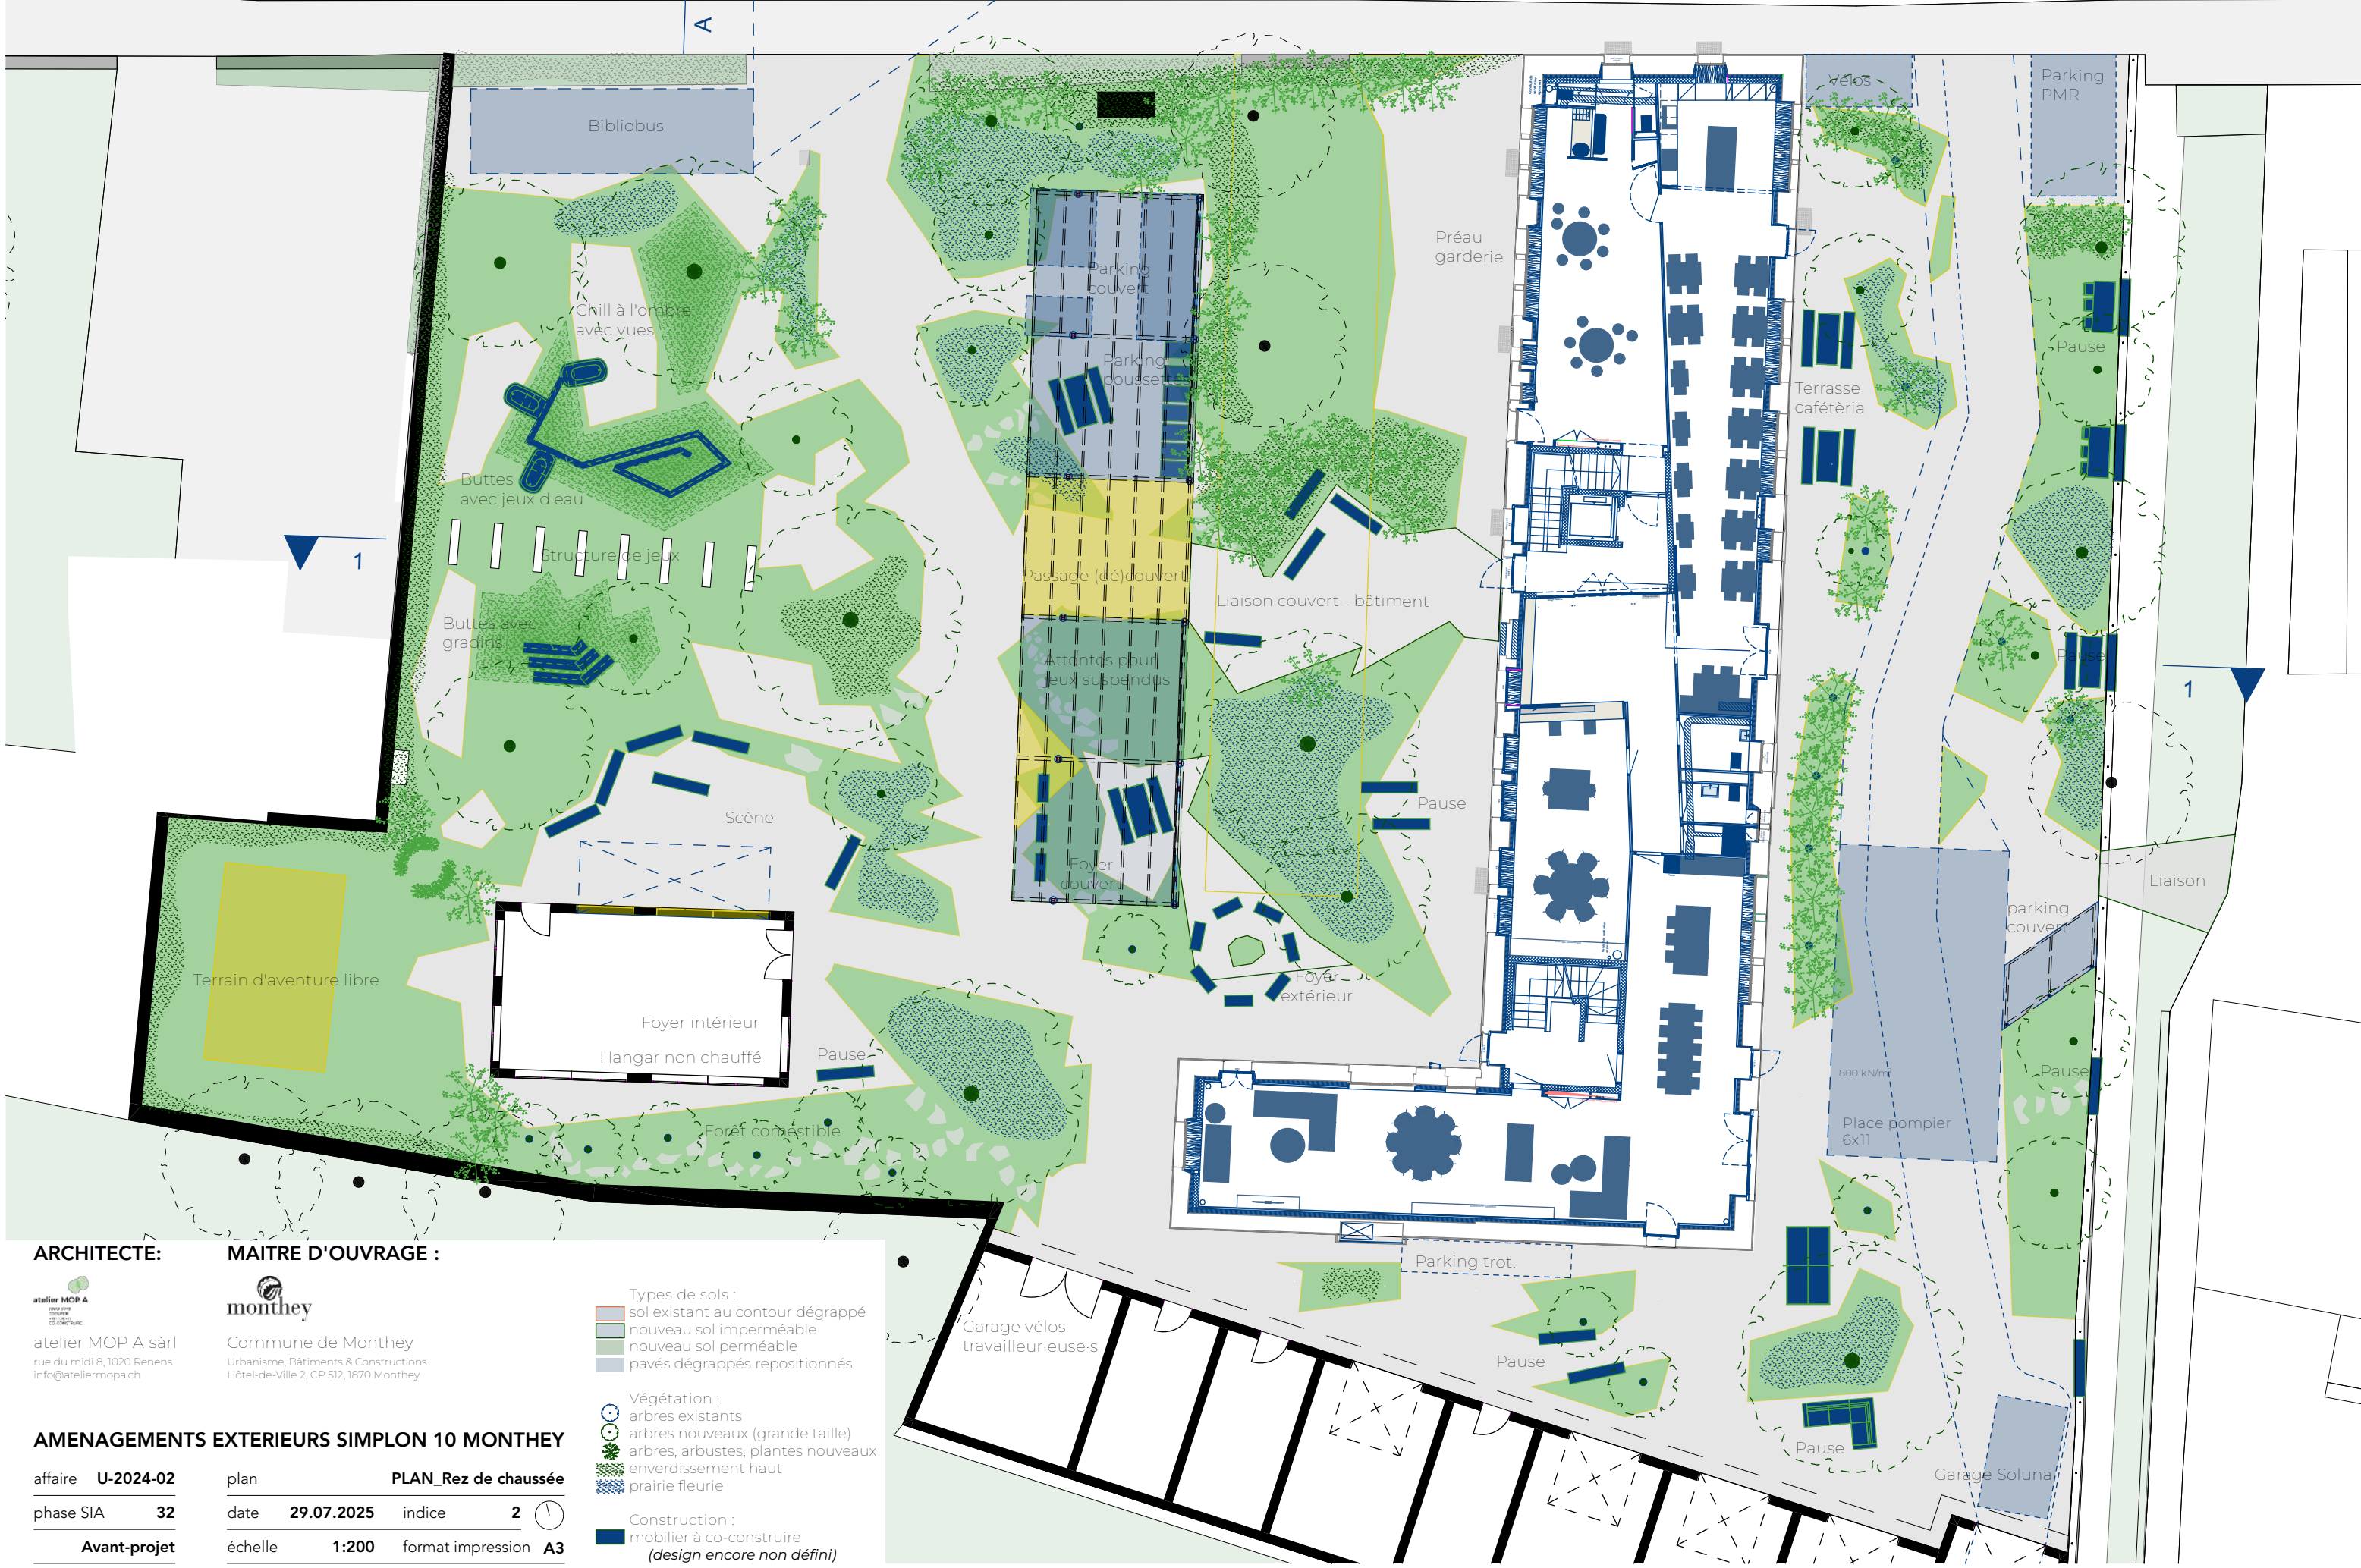 A
Bibliobus
Vélos
Parking
PMR
Préau
garderie
Parking
couvert
Chill à l'ombre
avec vues
Pause
Parking
poussette
Terrasse
cafétèria
Buttes
avec jeux d'eau
1
Structure de jeux
Passage (dé)couvert
Liaison couvert - bâtiment
Buttes avec
gradins
Attentes pour
jeux suspendus
Pause
1
Scène
Pause
Foyer
couvert
Liaison
parking
couvert
Terrain d'aventure libre
Foyer
extérieur
Foyer intérieur
Hangar non chauffé
Pause
Pause
800 kN/m
Place pompier
6x11
Forêt comestible
Parking trot.
Garage vélos
travailleur·euse·s
Pause
Pause
Garage Soluna
ARCHITECTE:
atelier MOP A
atelier MOP A sàrl
rue du midi 8, 1020 Renens
info@ateliermopa.ch
MAITRE D'OUVRAGE :
monthey
Commune de Monthey
Urbanisme, Bâtiments & Constructions
Hôtel-de-Ville 2, CP 512, 1870 Monthey
AMENAGEMENTS EXTERIEURS SIMPLON 10 MONTHEY
affaire U-2024-02
phase SIA 32
Avant-projet
plan PLAN_Rez de chaussée
date 29.07.2025 indice 2
échelle 1:200 format impression A3
Types de sols :
sol existant au contour dégrappé
nouveau sol imperméable
nouveau sol perméable
pavés dégrappés repositionnés
Végétation :
arbres existants
arbres nouveaux (grande taille)
arbres, arbustes, plantes nouveaux
enverdissement haut
prairie fleurie
Construction :
mobilier à co-construire
(design encore non défini)